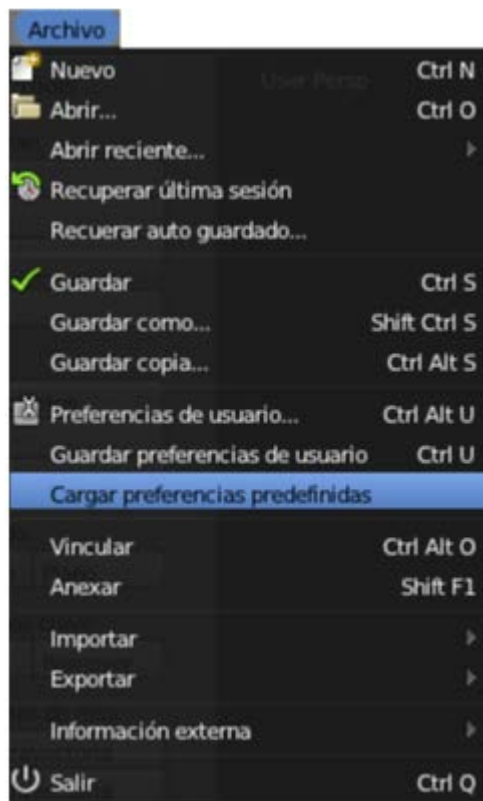 Archivo
Nuevo Ctrl N
User Persp
Abrir... Ctrl O
Abrir reciente...
Recuperar última sesión
Recuerar auto guardado...
Guardar Ctrl S
Guardar como... Shift Ctrl S
Guardar copia... Ctrl Alt S
Preferencias de usuario... Ctrl Alt U
Guardar preferencias de usuario Ctrl U
Cargar preferencias predefinidas
Vincular Ctrl Alt O
Anexar Shift F1
Importar
Exportar
Información externa
Salir Ctrl Q